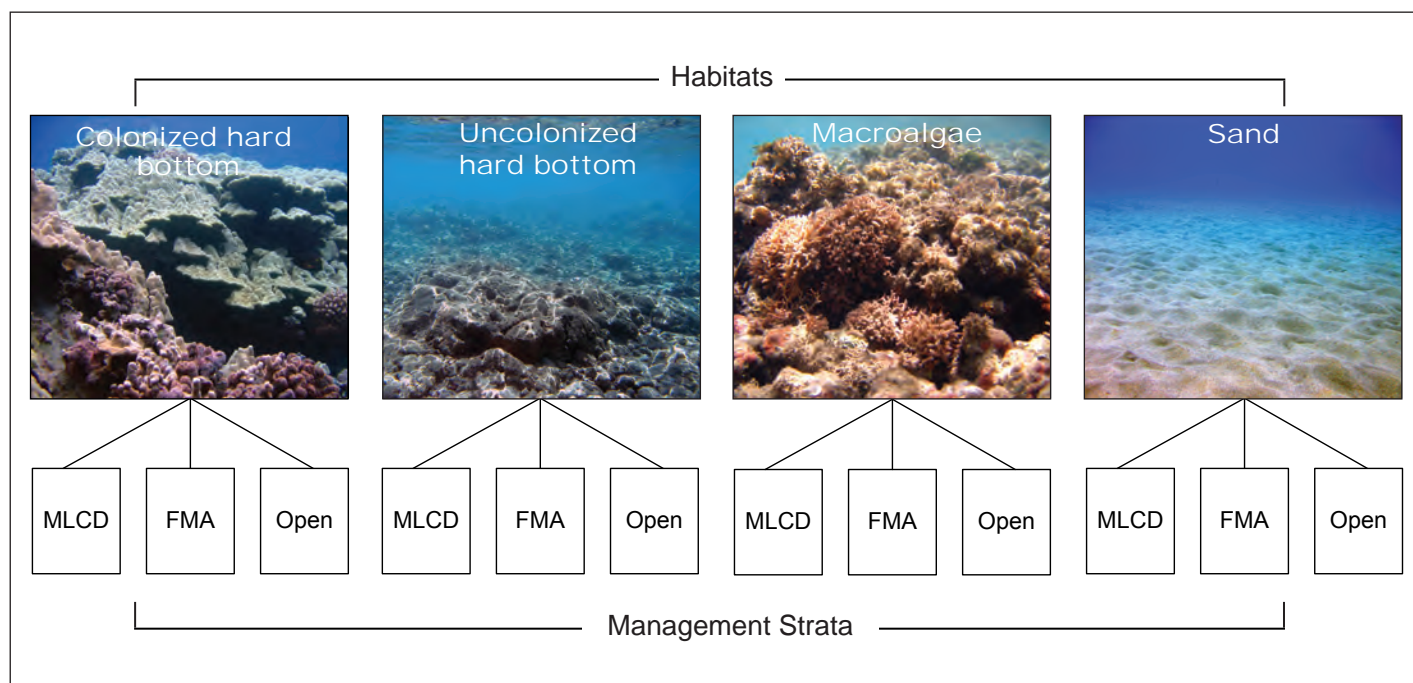 Habitats
Colonized hard
bottom
Uncolonized
hard bottom
Macroalgae
Sand
MLCD
FMA
Open
MLCD
FMA
Open
MLCD
FMA
Open
MLCD
FMA
Open
Management Strata